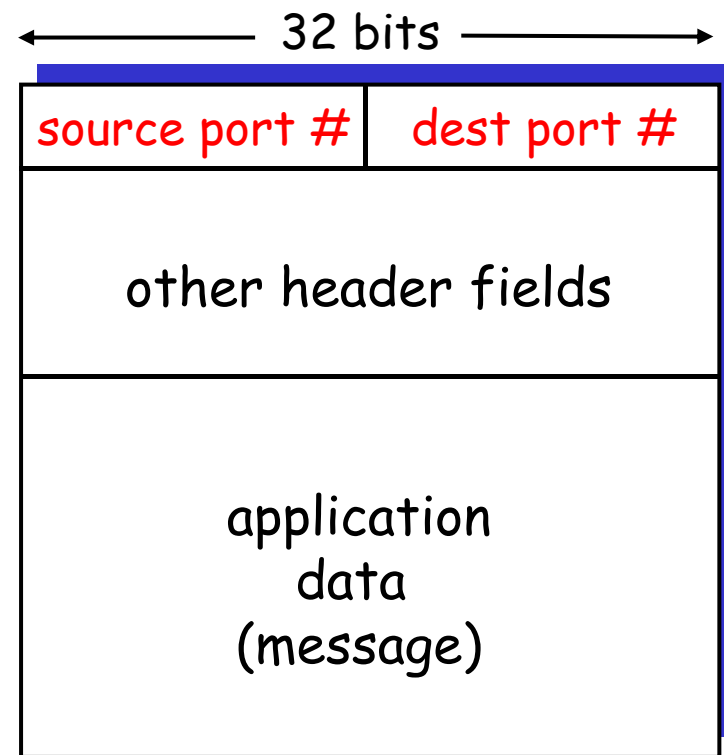 32 bits
source port # dest port #
other header fields
application
data
(message)